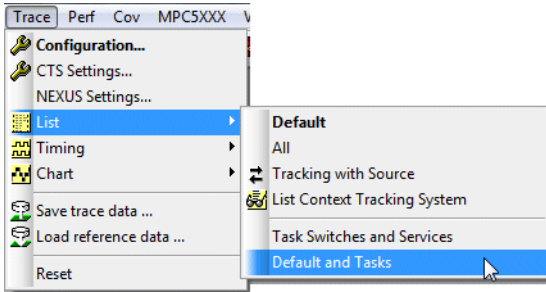 Trace Perf Cov MPC5XXX
Configuration...
CTS Settings...
NEXUS Settings...
List
Timing
Chart
Save trace data ...
Load reference data ...
Reset
Default
All
Tracking with Source
List Context Tracking System
Task Switches and Services
Default and Tasks